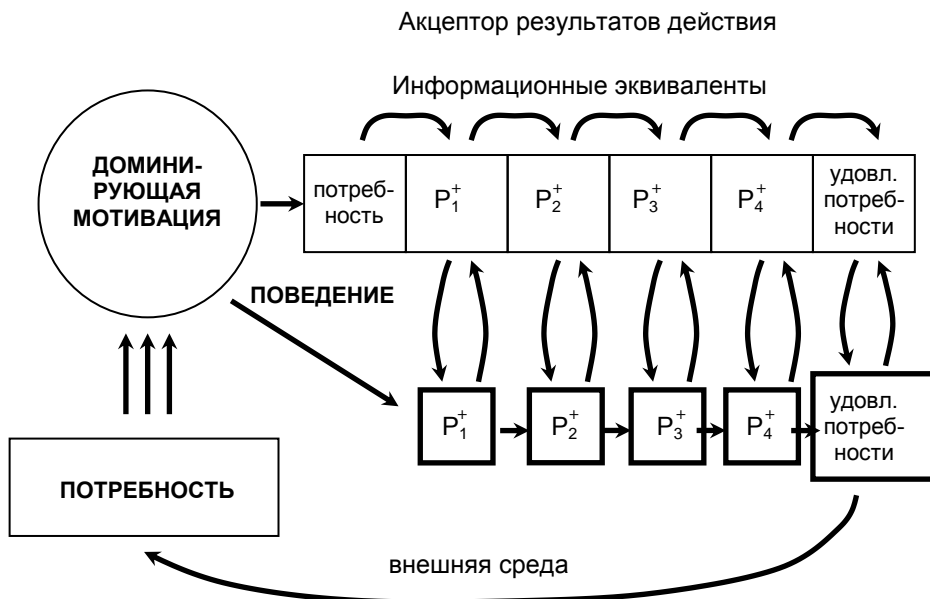 Акцептор результатов действия
Информационные эквиваленты
ДОМИНИ-
РУЮЩАЯ
МОТИВАЦИЯ
потреб-
ность
P₁⁺
P₂⁺
P₃⁺
P₄⁺
удовл.
потреб-
ности
ПОВЕДЕНИЕ
P₁⁺
P₂⁺
P₃⁺
P₄⁺
удовл.
потреб-
ности
ПОТРЕБНОСТЬ
внешняя среда